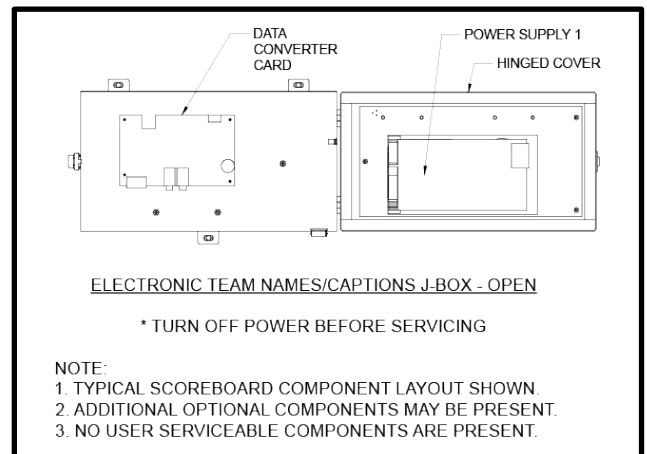 DATA
CONVERTER
CARD
POWER SUPPLY 1
HINGED COVER
ELECTRONIC TEAM NAMES/CAPTIONS J-BOX - OPEN
* TURN OFF POWER BEFORE SERVICING
NOTE:
1. TYPICAL SCOREBOARD COMPONENT LAYOUT SHOWN.
2. ADDITIONAL OPTIONAL COMPONENTS MAY BE PRESENT.
3. NO USER SERVICEABLE COMPONENTS ARE PRESENT.